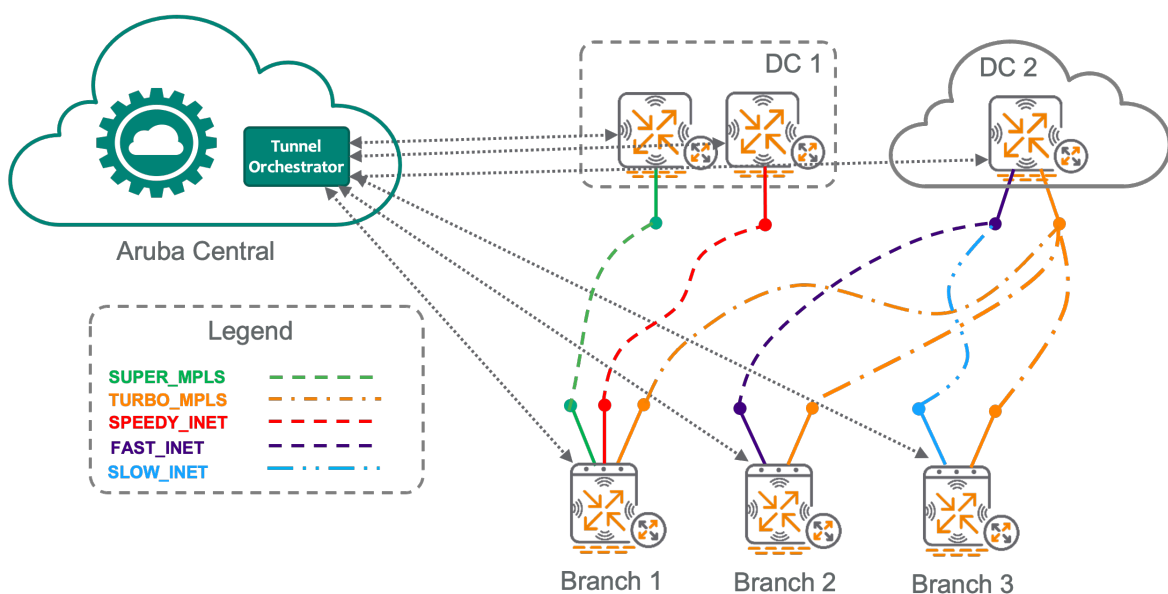 DC 1
DC 2
Tunnel
Orchestrator
Aruba Central
Legend
SUPER_MPLS
TURBO_MPLS
SPEEDY_INET
FAST_INET
SLOW_INET
Branch 1
Branch 2
Branch 3